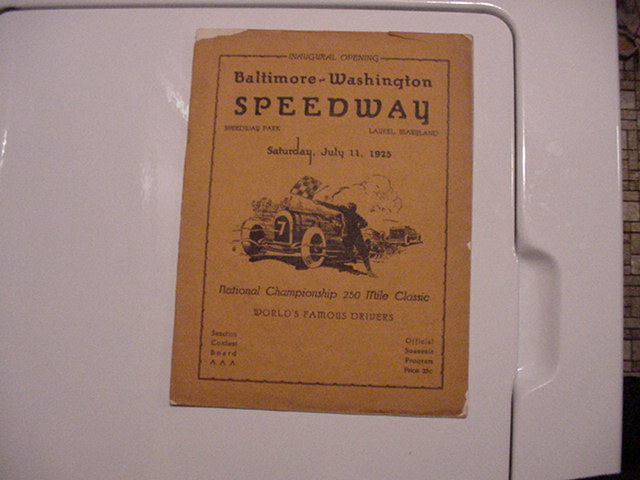 INAUGURAL OPENING
Baltimore-Washington
SPEEDWAY
SPEEDWAY PARK LAUREL, MARYLAND
Saturday, July 11, 1925
7
National Championship 250 Mile Classic
WORLD'S FAMOUS DRIVERS
Sanction
Contest
Board
A A A
Official
Souvenir
Program
Price 25c